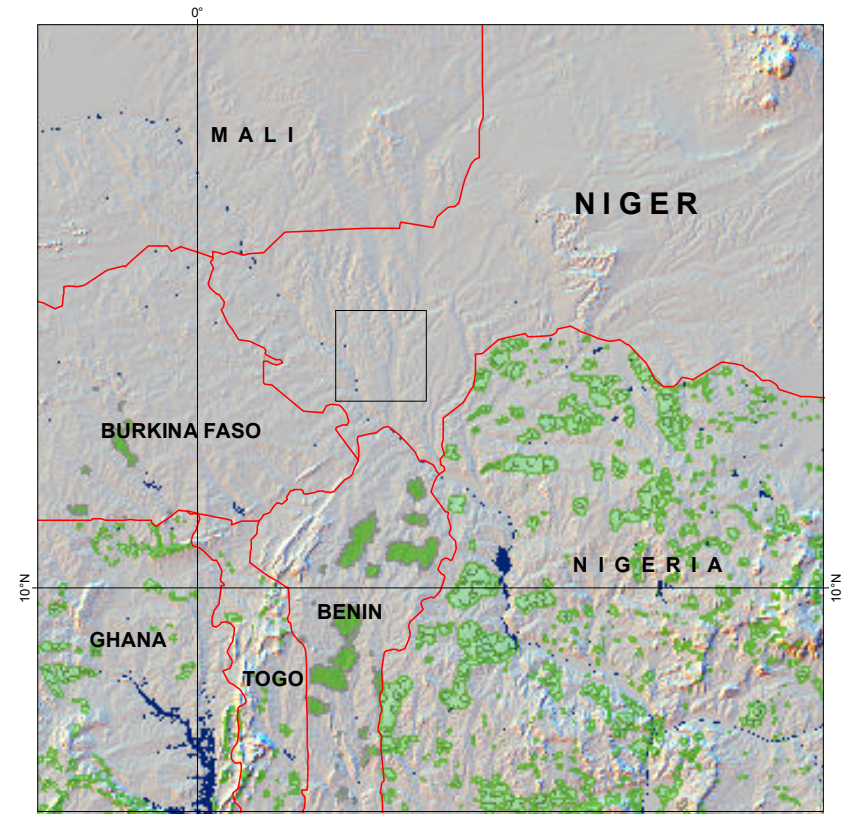 0°
MALI
NIGER
BURKINA FASO
NIGERIA
10°N
10°N
BENIN
GHANA
TOGO